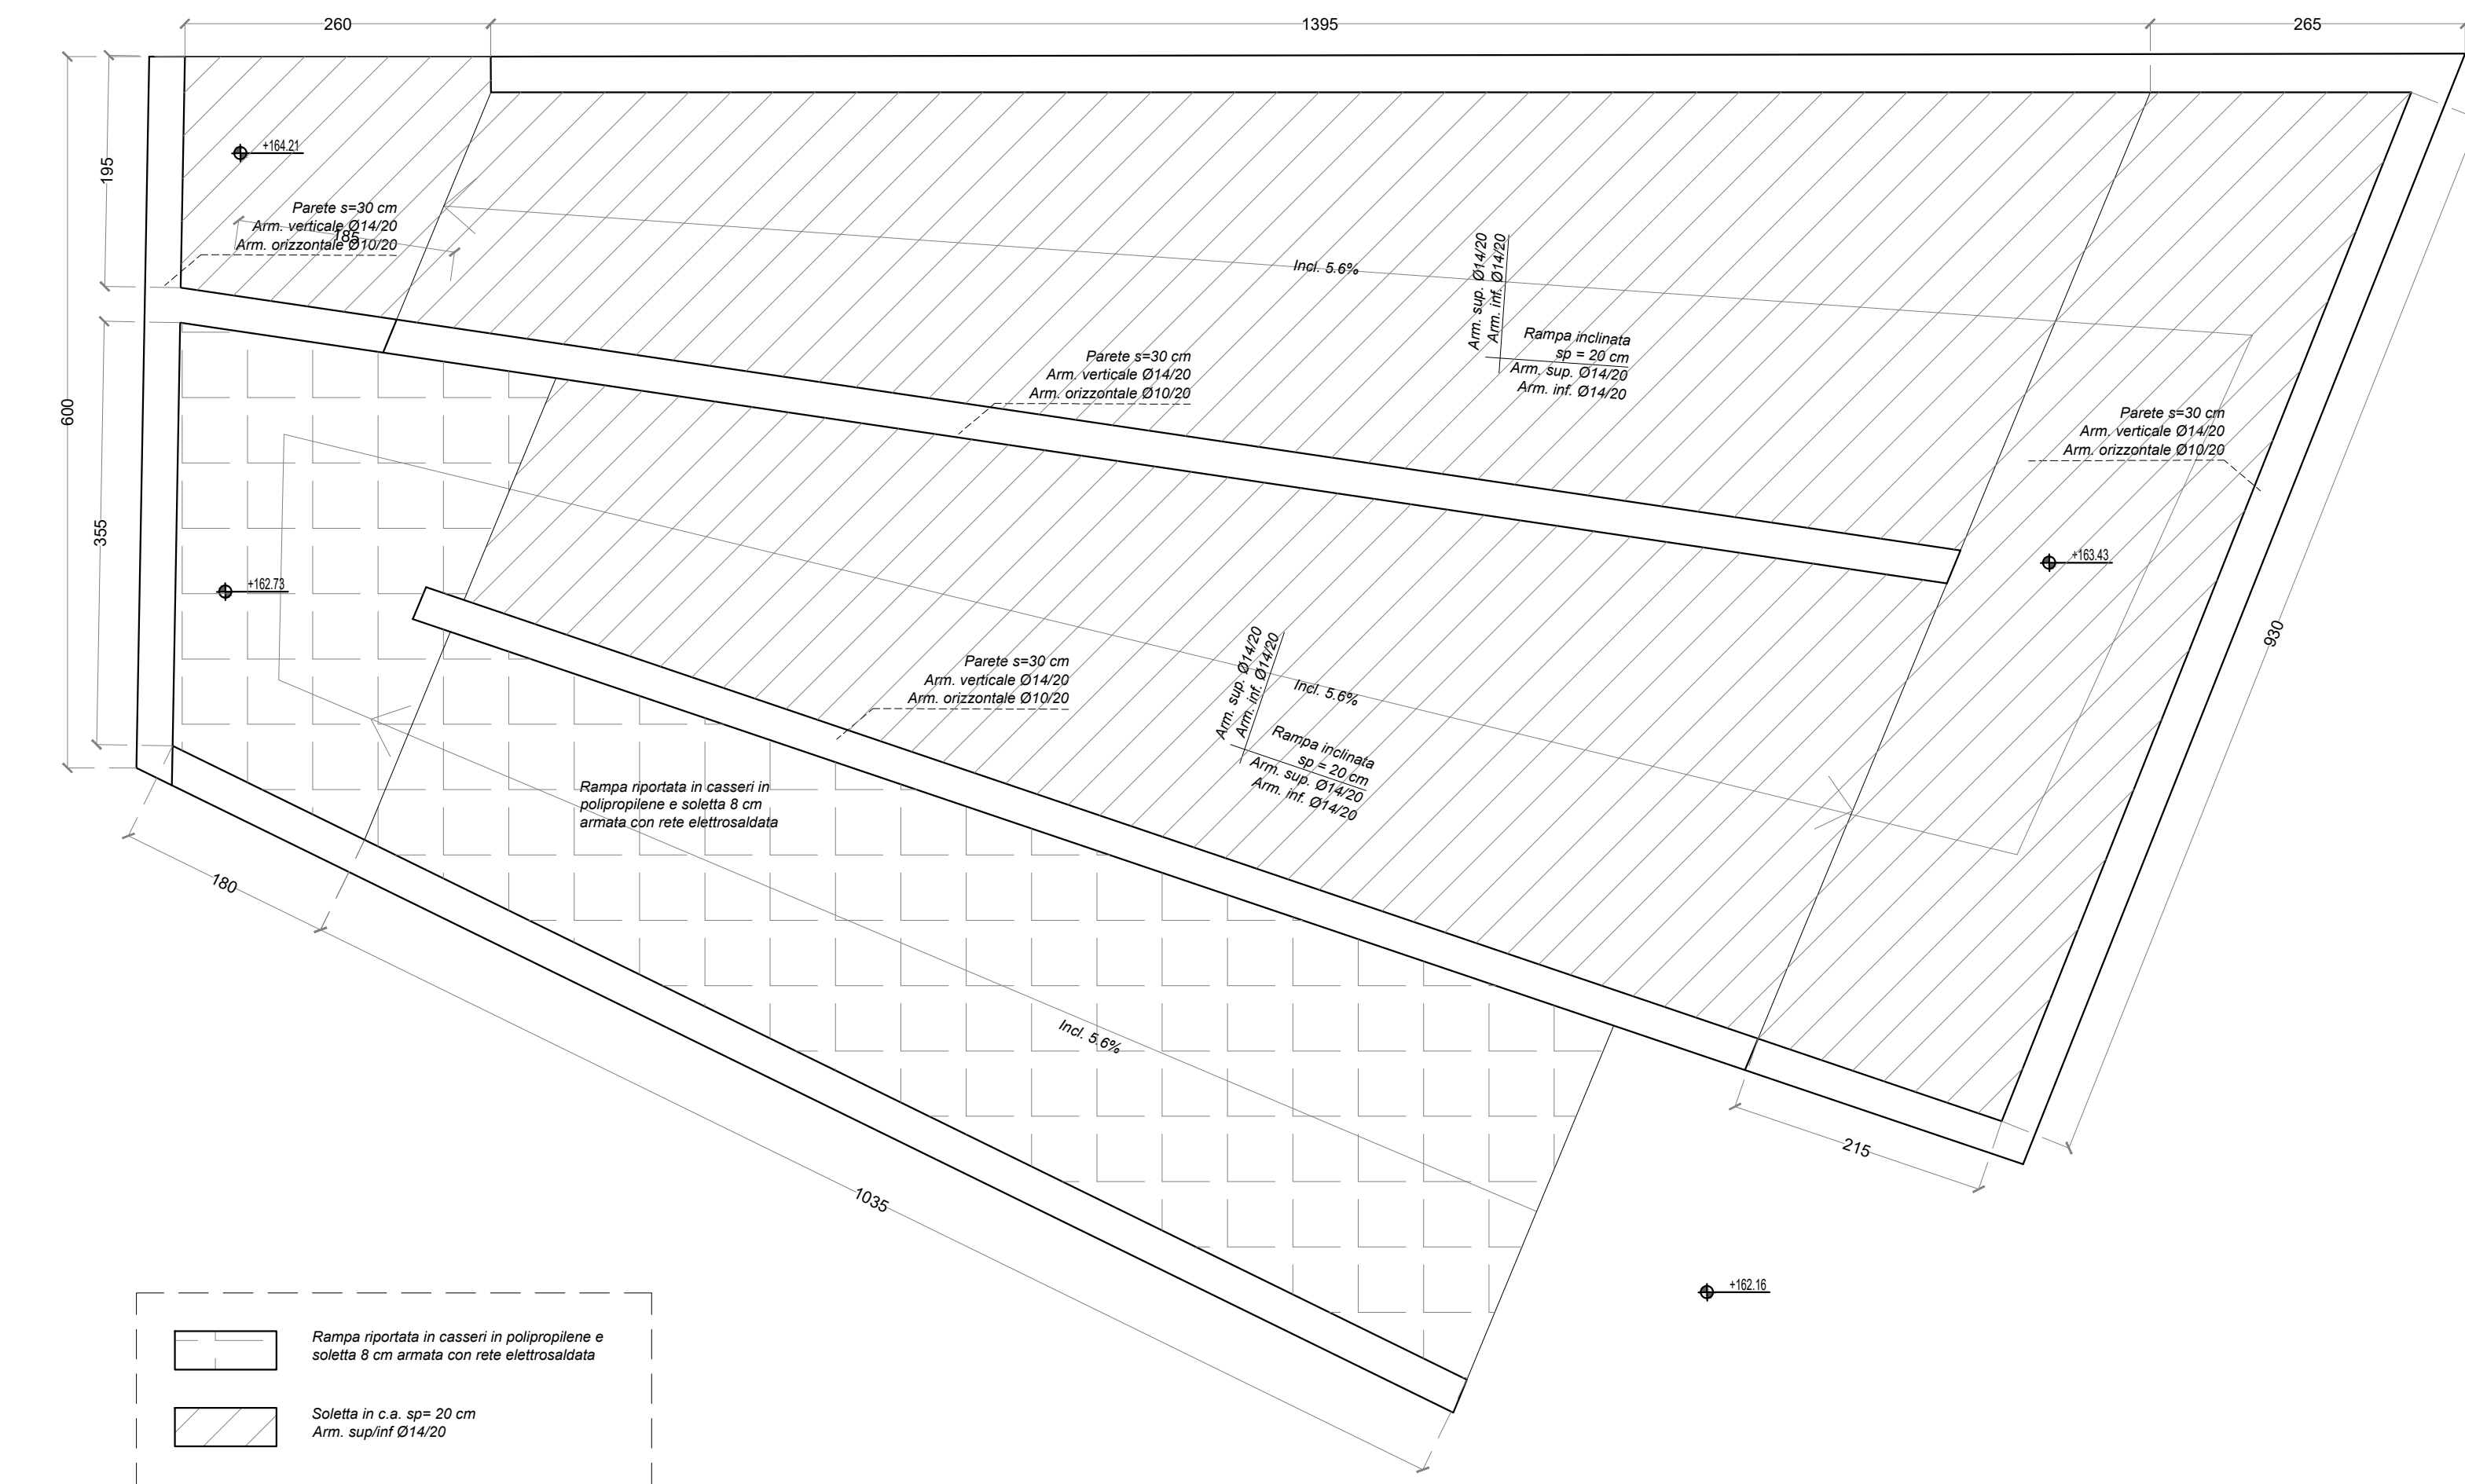 260
1395
265
+164.21
195
Parete s=30 cm
Arm. verticale Ø14/20
Arm. orizzontale Ø10/20
185
Incl. 5.6%
Arm. sup. Ø14/20
Arm. inf. Ø14/20
Rampa inclinata
sp = 20 cm
Arm. sup. Ø14/20
Arm. inf. Ø14/20
Parete s=30 cm
Arm. verticale Ø14/20
Arm. orizzontale Ø10/20
Parete s=30 cm
Arm. verticale Ø14/20
Arm. orizzontale Ø10/20
600
355
+163.43
+162.73
930
Parete s=30 cm
Arm. verticale Ø14/20
Arm. orizzontale Ø10/20
Arm. sup. Ø14/20
Arm. inf. Ø14/20
Incl. 5.6%
Rampa inclinata
sp = 20 cm
Arm. sup. Ø14/20
Arm. inf. Ø14/20
Rampa riportata in casseri in
polipropilene e soletta 8 cm
armata con rete elettrosaldata
180
Incl. 5.6%
215
1035
+162.16
Rampa riportata in casseri in polipropilene e
soletta 8 cm armata con rete elettrosaldata
Soletta in c.a. sp= 20 cm
Arm. sup/inf Ø14/20